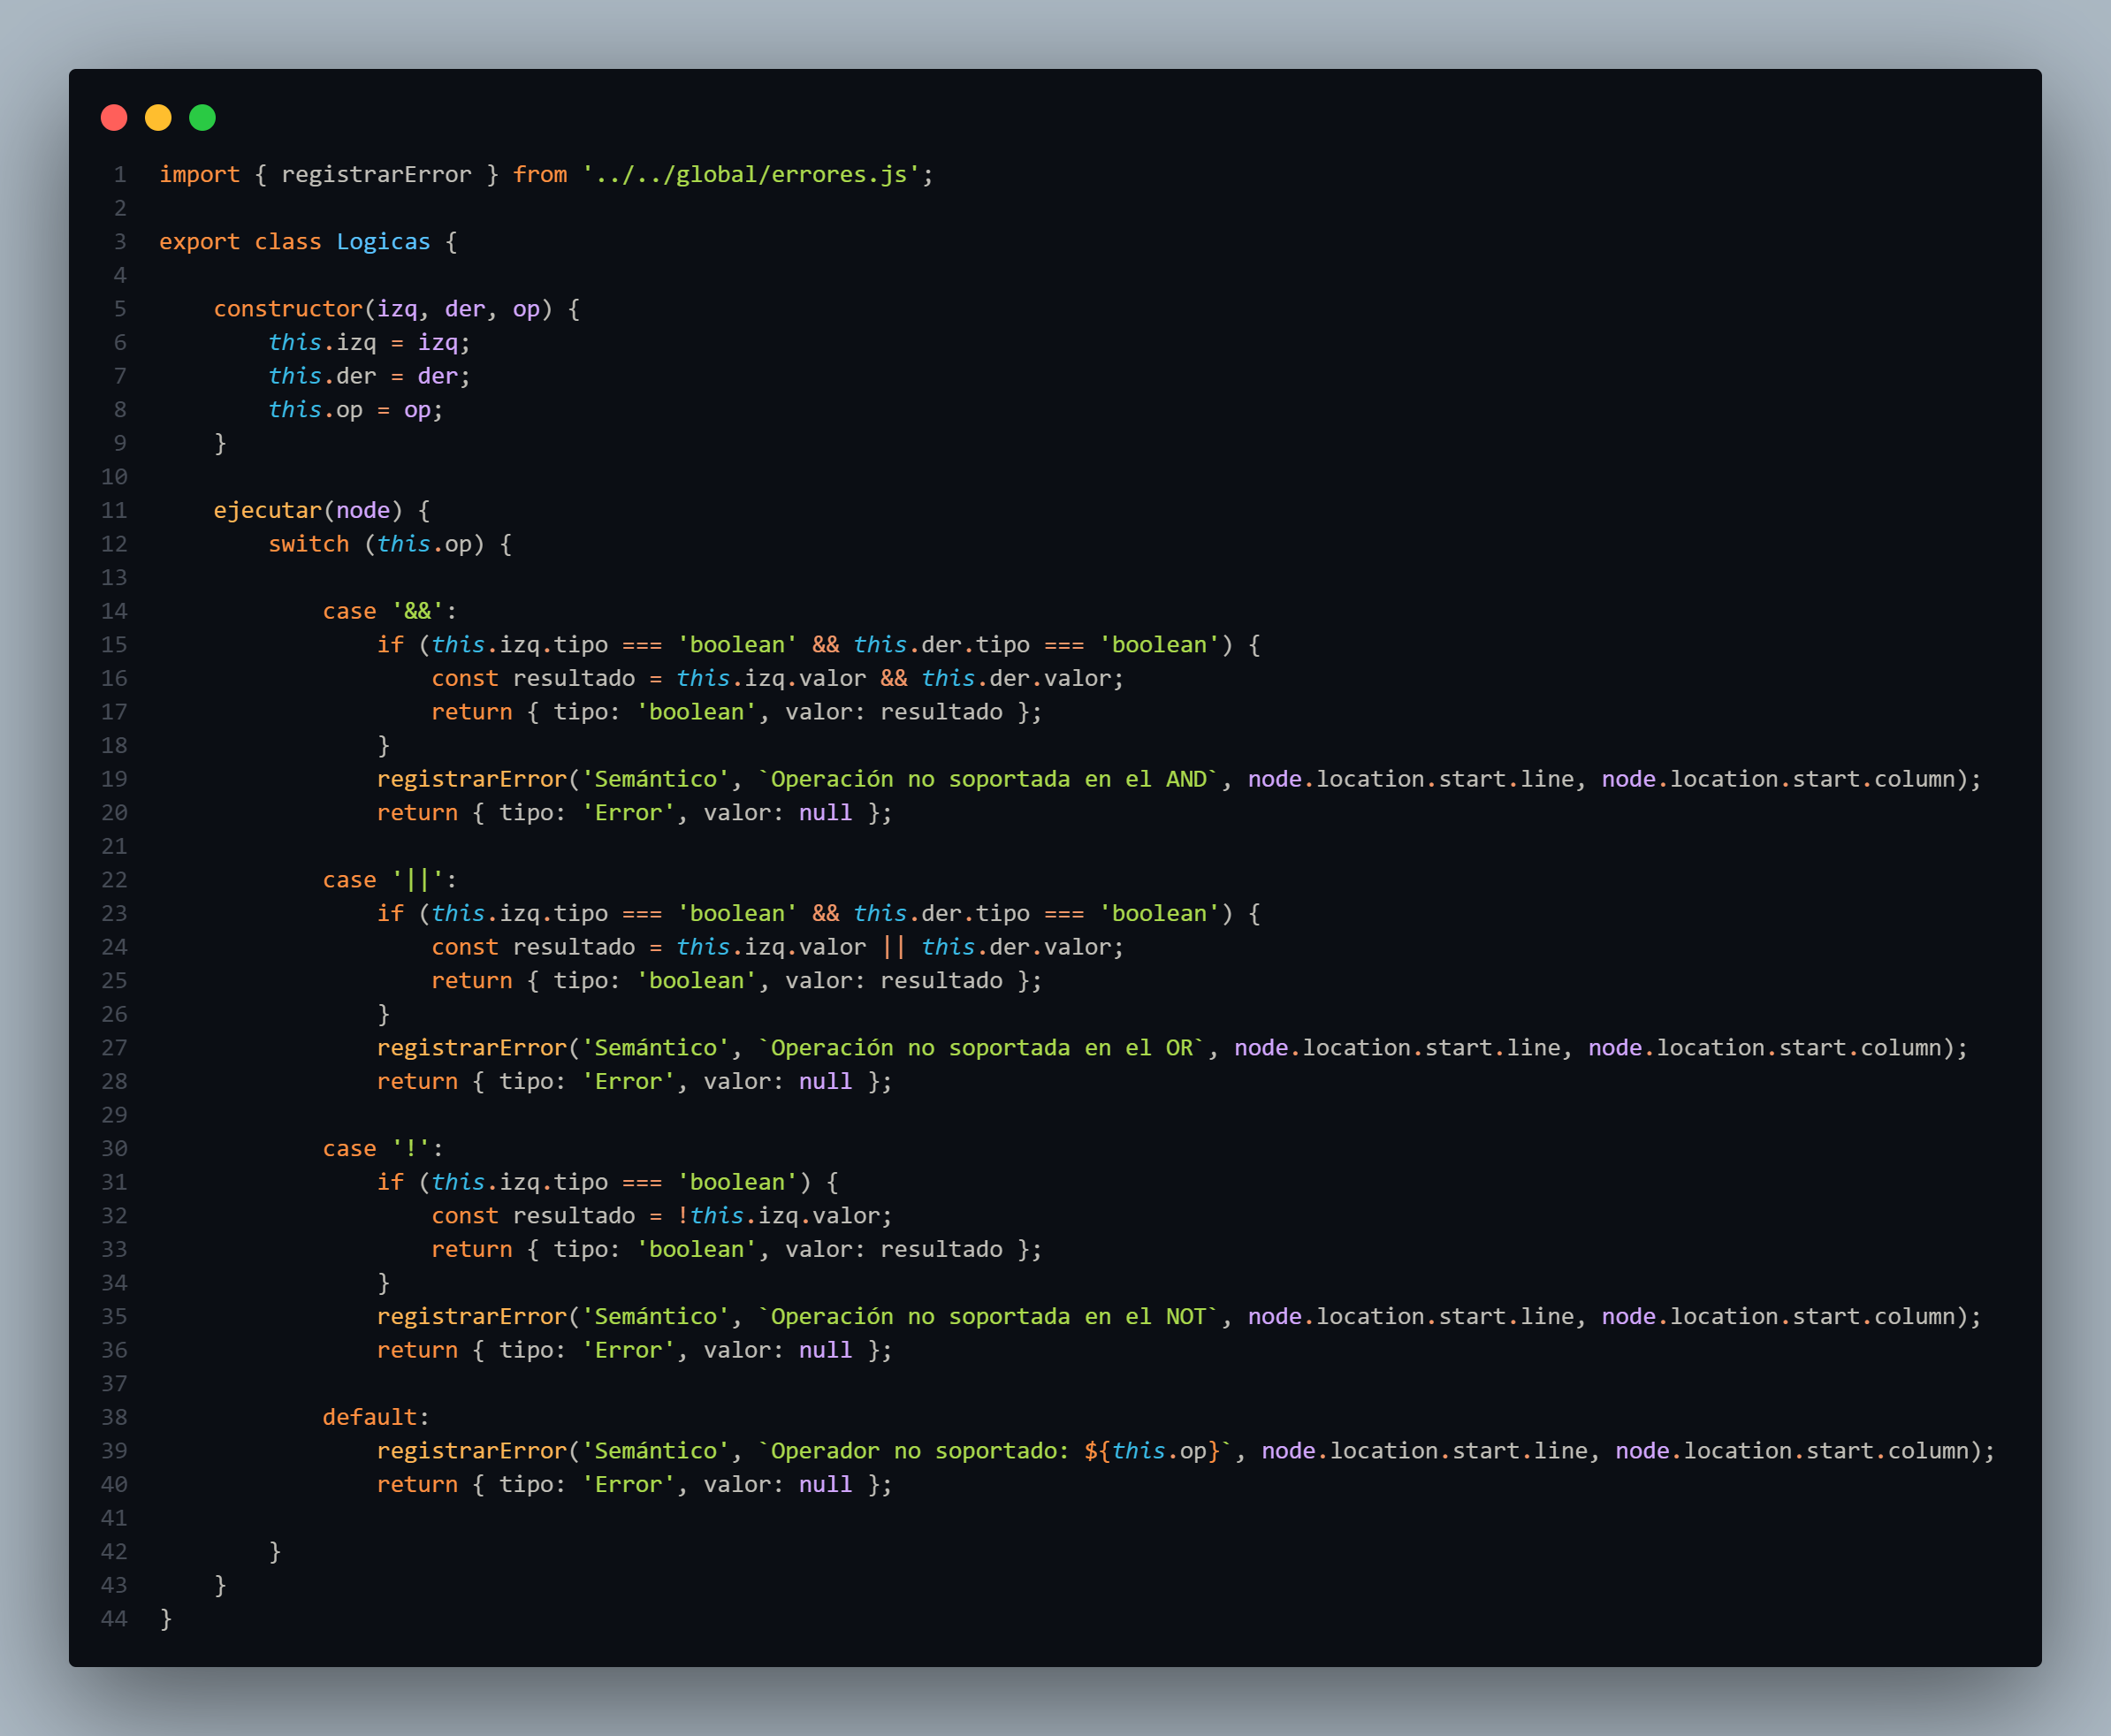 1 import { registrarError } from '../../global/errores.js';
2
3 export class Logicas {
4
5     constructor(izq, der, op) {
6         this.izq = izq;
7         this.der = der;
8         this.op = op;
9     }
10
11     ejecutar(node) {
12         switch (this.op) {
13
14             case '&&':
15                 if (this.izq.tipo === 'boolean' && this.der.tipo === 'boolean') {
16                     const resultado = this.izq.valor && this.der.valor;
17                     return { tipo: 'boolean', valor: resultado };
18                 }
19                 registrarError('Semántico', `Operación no soportada en el AND`, node.location.start.line, node.location.start.column);
20                 return { tipo: 'Error', valor: null };
21
22             case '||':
23                 if (this.izq.tipo === 'boolean' && this.der.tipo === 'boolean') {
24                     const resultado = this.izq.valor || this.der.valor;
25                     return { tipo: 'boolean', valor: resultado };
26                 }
27                 registrarError('Semántico', `Operación no soportada en el OR`, node.location.start.line, node.location.start.column);
28                 return { tipo: 'Error', valor: null };
29
30             case '!':
31                 if (this.izq.tipo === 'boolean') {
32                     const resultado = !this.izq.valor;
33                     return { tipo: 'boolean', valor: resultado };
34                 }
35                 registrarError('Semántico', `Operación no soportada en el NOT`, node.location.start.line, node.location.start.column);
36                 return { tipo: 'Error', valor: null };
37
38             default:
39                 registrarError('Semántico', `Operador no soportado: ${this.op}`, node.location.start.line, node.location.start.column);
40                 return { tipo: 'Error', valor: null };
41
42         }
43     }
44 }